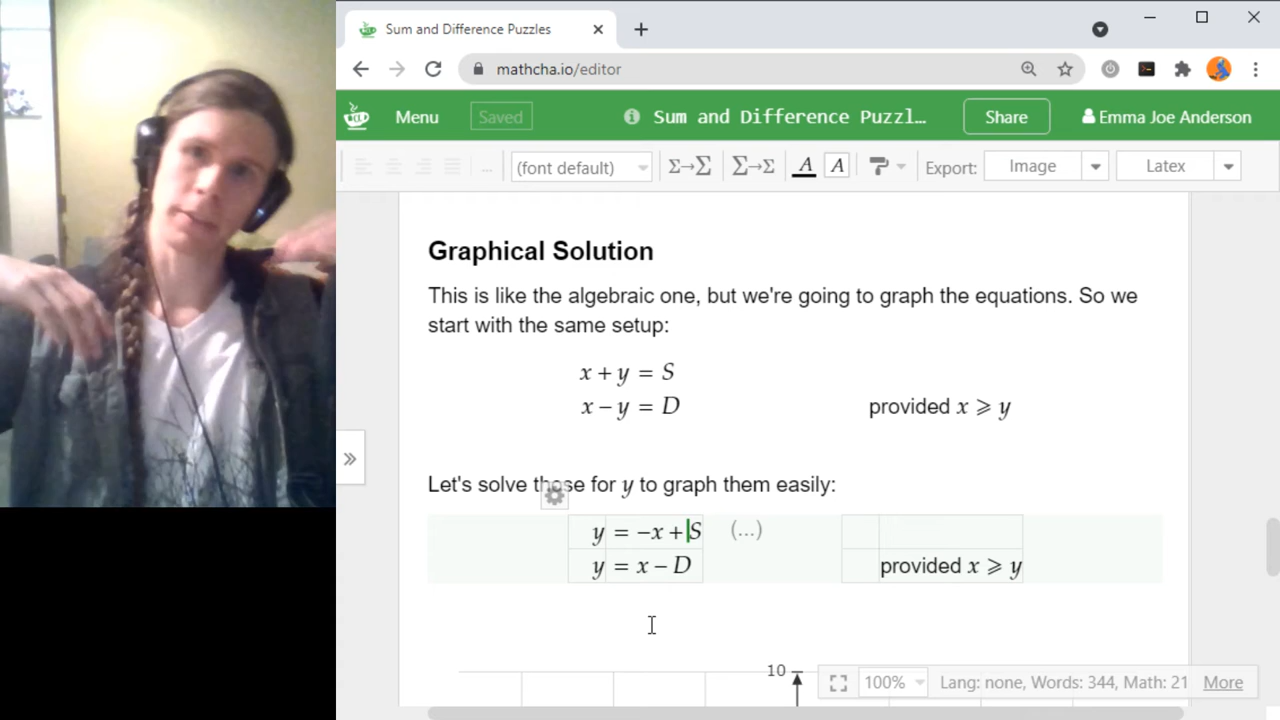 Sum and Difference Puzzles
mathcha.io/editor
Menu
Saved
Sum and Difference Puzzl...
Share
Emma Joe Anderson
...
(font default)
Σ→Σ
Σ→Σ
A
A
Export:
Image
Latex
Graphical Solution
This is like the algebraic one, but we're going to graph the equations. So we
start with the same setup:
x + y = S
x − y = D provided x ⩾ y
Let's solve those for y to graph them easily:
y = −x + S (...)
y = x − D provided x ⩾ y
10
100%
Lang: none, Words: 344, Math: 21
More